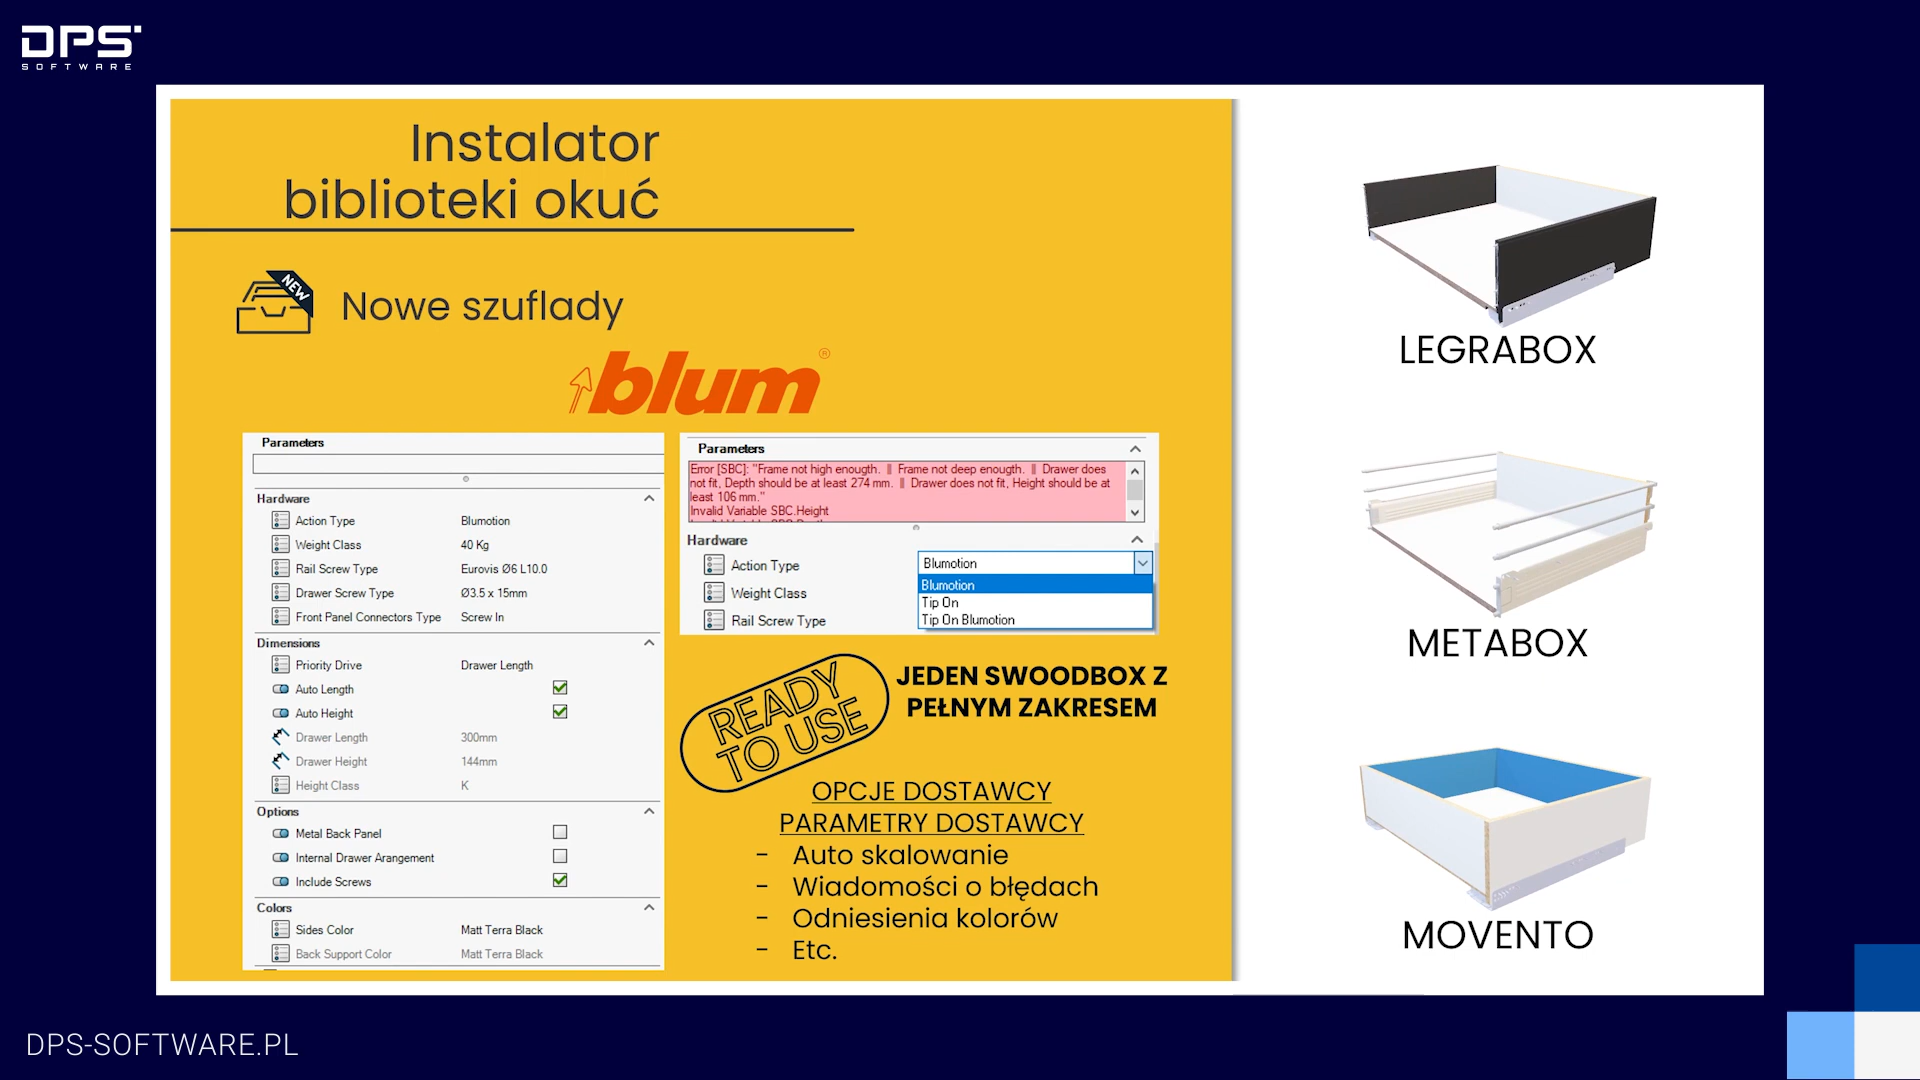 DPS
SOFTWARE
Instalator
biblioteki okuć
NEW
Nowe szuflady
blum®
Parameters
Hardware
Action Type Blumotion
Weight Class 40 Kg
Rail Screw Type Eurovis Ø6 L10.0
Drawer Screw Type Ø3.5 x 15mm
Front Panel Connectors Type Screw In
Dimensions
Priority Drive Drawer Length
Auto Length
Auto Height
Drawer Length 300mm
Drawer Height 144mm
Height Class K
Options
Metal Back Panel
Internal Drawer Arangement
Include Screws
Colors
Sides Color Matt Terra Black
Back Support Color Matt Terra Black
Parameters
Error [SBC]: "Frame not high enougth. || Frame not deep enougth. || Drawer does
not fit, Depth should be at least 274 mm. || Drawer does not fit, Height should be at
least 106 mm."
Invalid Variable SBC.Height
Hardware
Action Type Blumotion
Blumotion
Weight Class Tip On
Rail Screw Type Tip On Blumotion
READY
TO USE
JEDEN SWOODBOX Z
PEŁNYM ZAKRESEM
OPCJE DOSTAWCY
PARAMETRY DOSTAWCY
- Auto skalowanie
- Wiadomości o błędach
- Odniesienia kolorów
- Etc.
LEGRABOX
METABOX
MOVENTO
DPS-SOFTWARE.PL